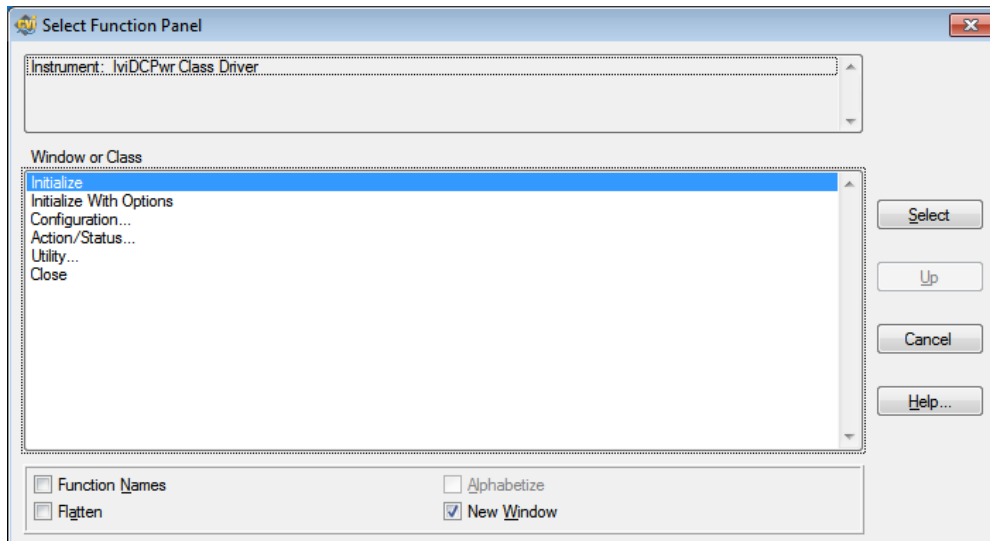 Select Function Panel
Instrument: IviDCPwr Class Driver
Window or Class
Initialize
Initialize With Options
Configuration...
Action/Status...
Utility...
Close
Select
Up
Cancel
Help...
Function Names
Alphabetize
Flatten
New Window